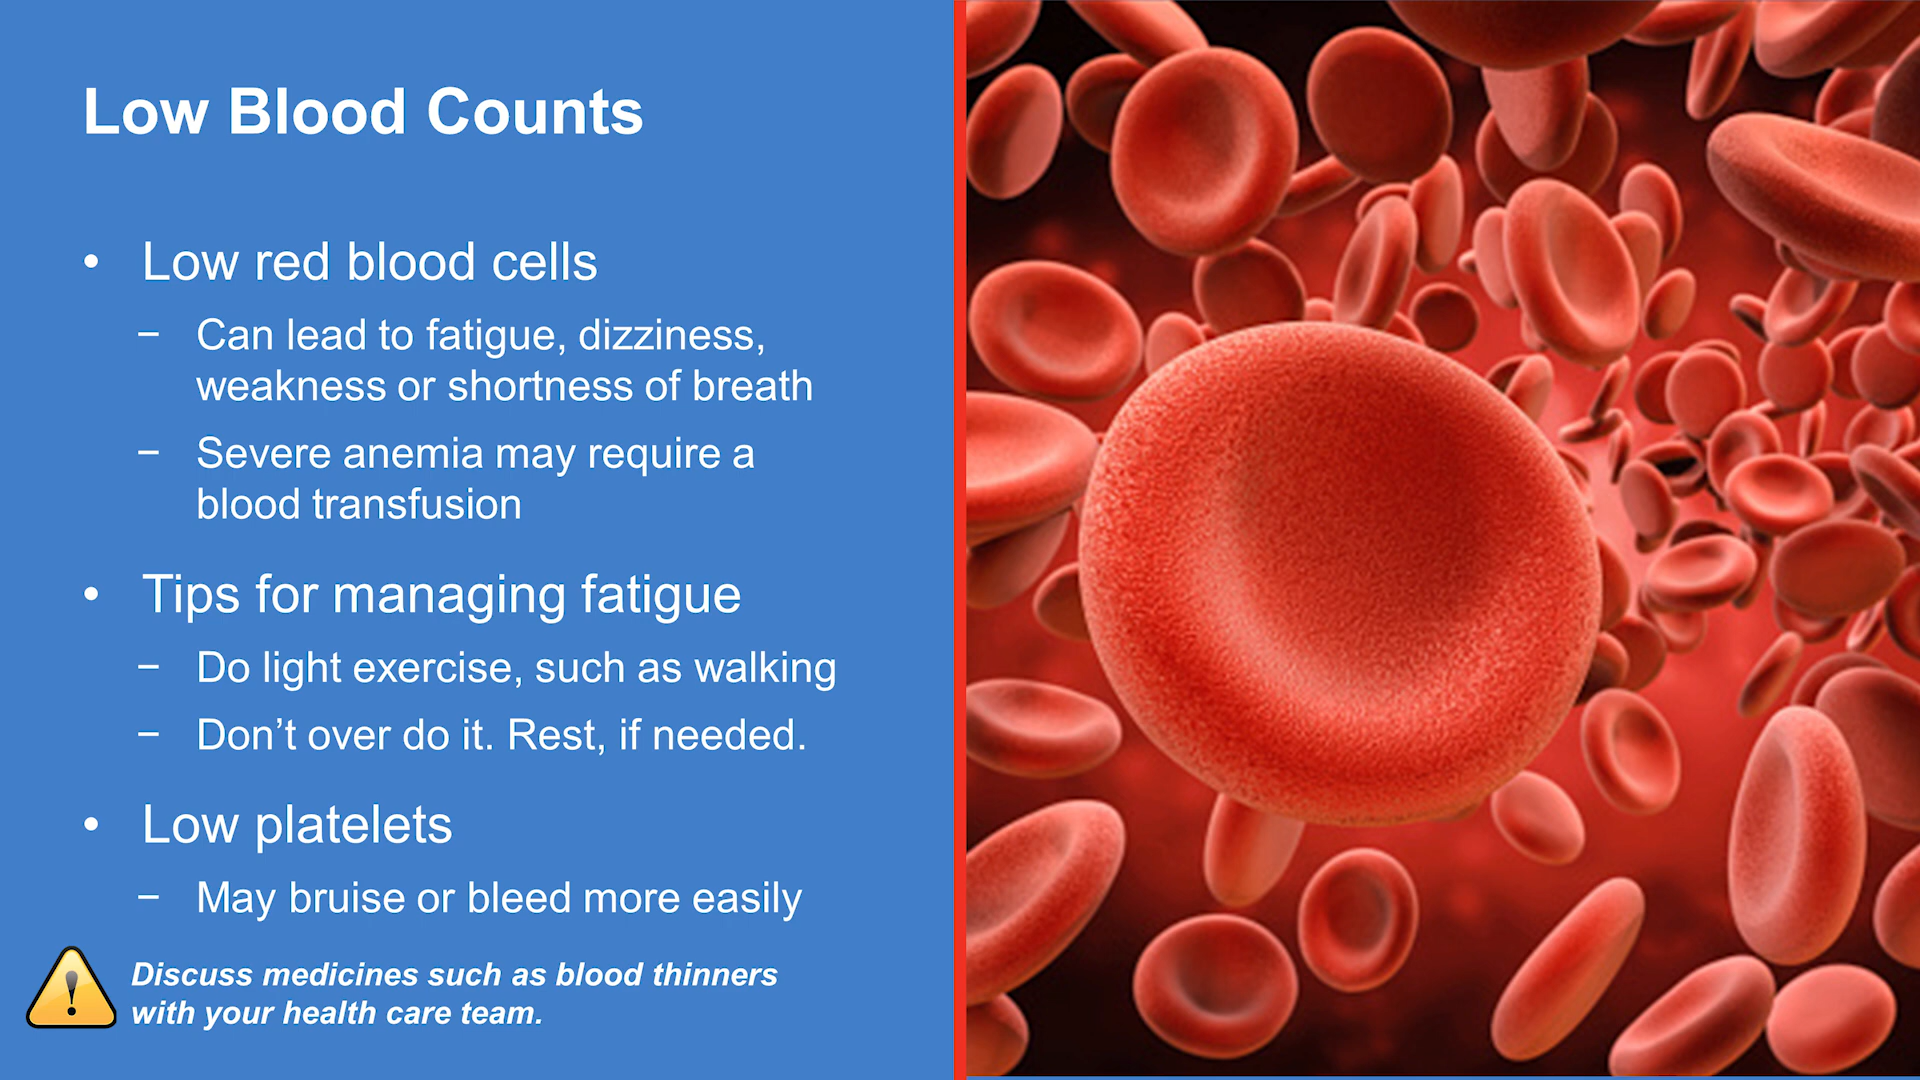 Low Blood Counts
• Low red blood cells
– Can lead to fatigue, dizziness,
weakness or shortness of breath
– Severe anemia may require a
blood transfusion
• Tips for managing fatigue
– Do light exercise, such as walking
– Don’t over do it. Rest, if needed.
• Low platelets
– May bruise or bleed more easily
Discuss medicines such as blood thinners
with your health care team.